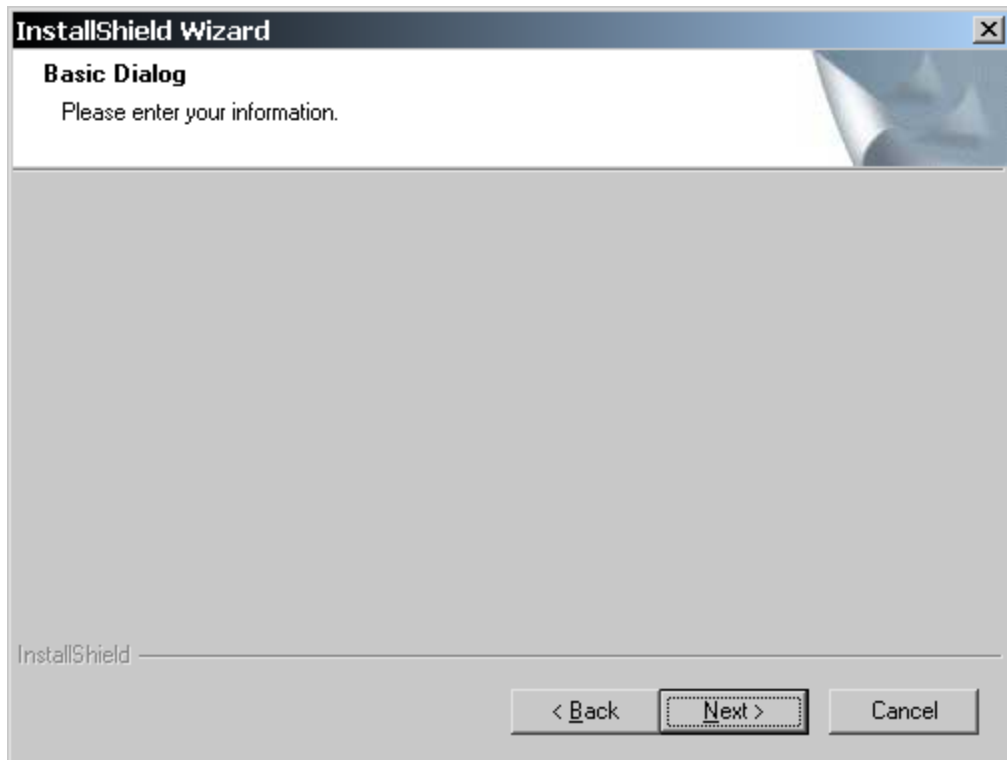 InstallShield Wizard
Basic Dialog
Please enter your information.
InstallShield
< Back Next > Cancel